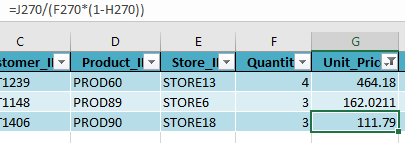 =J270/(F270*(1-H270))
C D E F G
stomer_I Product_I Store_I Quantit Unit_Pric
T1239 PROD60 STORE13 4 464.18
T1148 PROD89 STORE6 3 162.0211
T1406 PROD90 STORE18 3 111.79